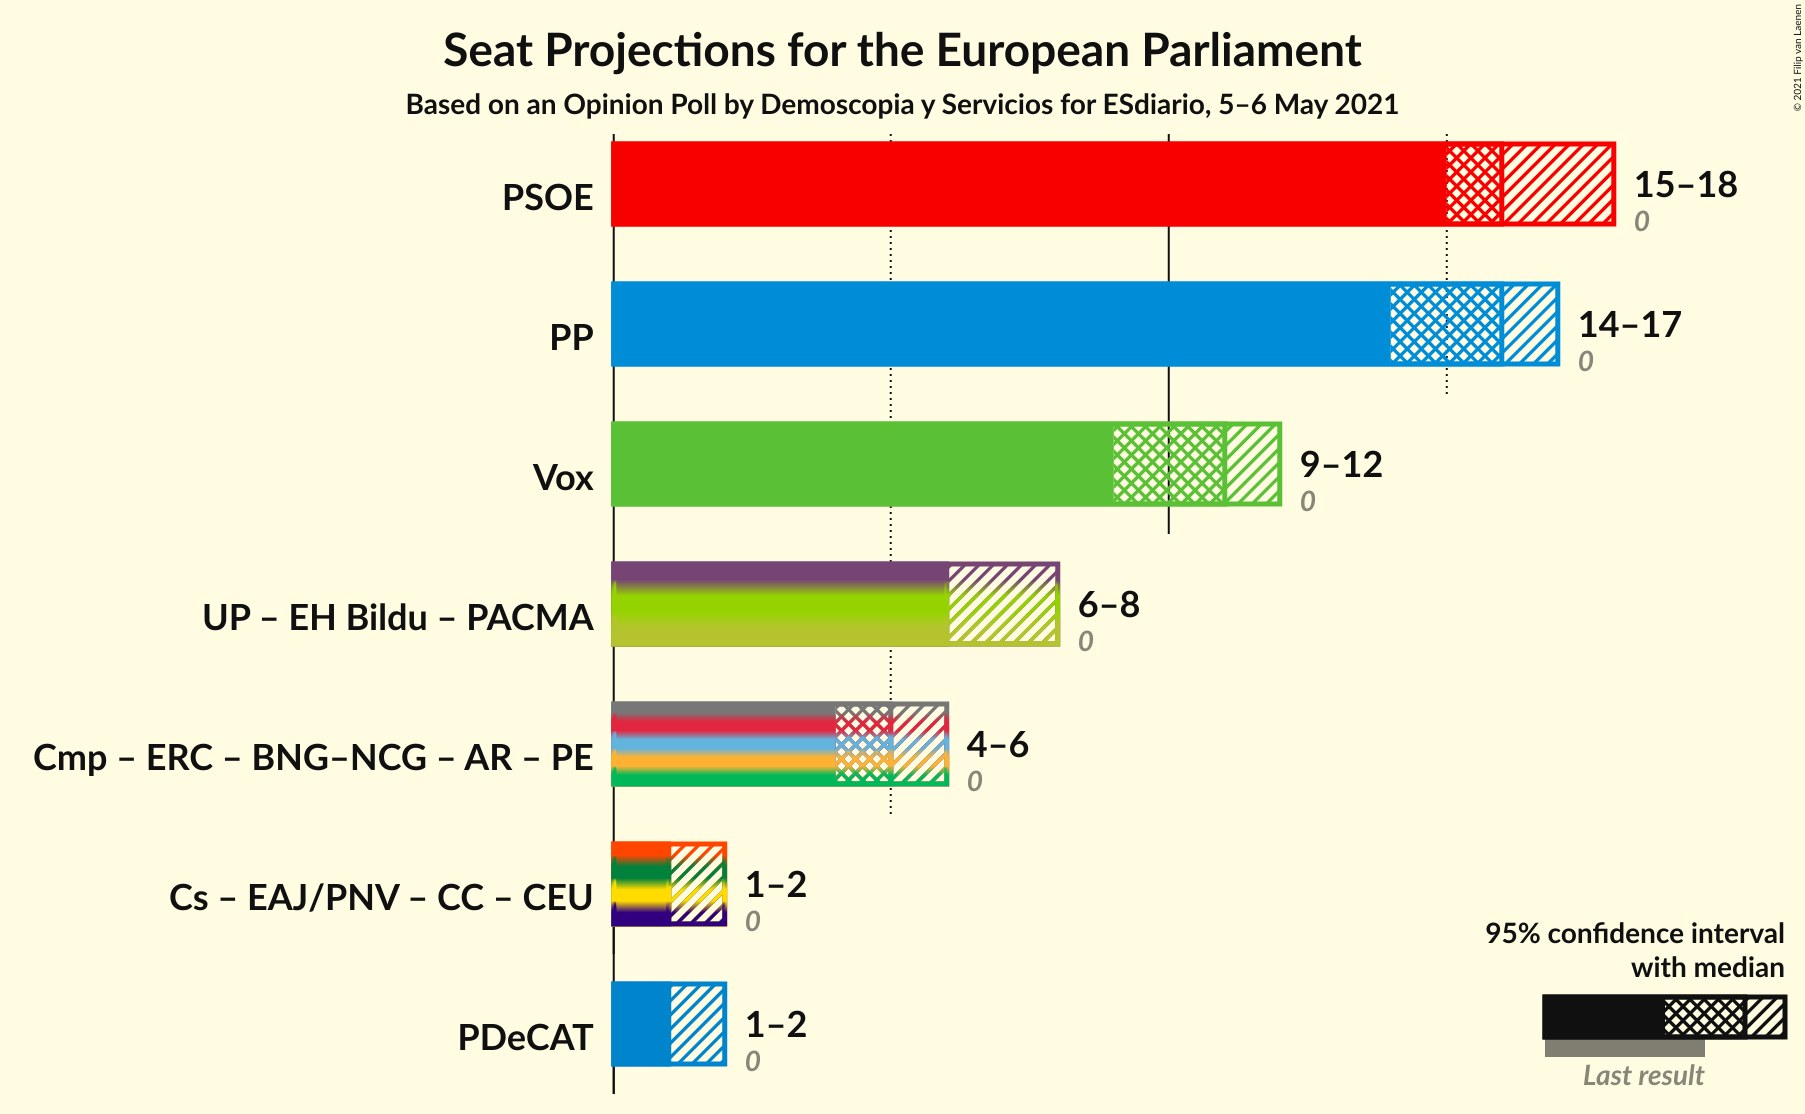 Seat Projections for the European Parliament
Based on an Opinion Poll by Demoscopia y Servicios for ESdiario, 5–6 May 2021
© 2021 Filip van Laenen
PSOE
15–18
0
PP
14–17
0
Vox
9–12
0
UP – EH Bildu – PACMA
6–8
0
Cmp – ERC – BNG–NCG – AR – PE
4–6
0
Cs – EAJ/PNV – CC – CEU
1–2
0
PDeCAT
1–2
0
95% confidence interval
with median
Last result